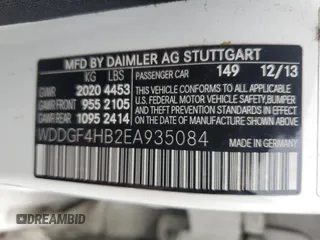 MFD BY DAIMLER AG STUTTGART
KG LBS PASSENGER CAR 149 12/13
GVWR 2020 4453
GAWR FRONT 955 2105
GAWR REAR 1095 2414
THIS VEHICLE CONFORMS TO ALL
APPLICABLE U.S. FEDERAL MOTOR
VEHICLE SAFETY, BUMPER, AND THEFT
PREVENTION STANDARDS IN EFFECT ON
THE DATE OF MANUFACTURE SHOWN ABOVE
WDDGF4HB2EA935084
MADE IN GERMANY
DREAMBID